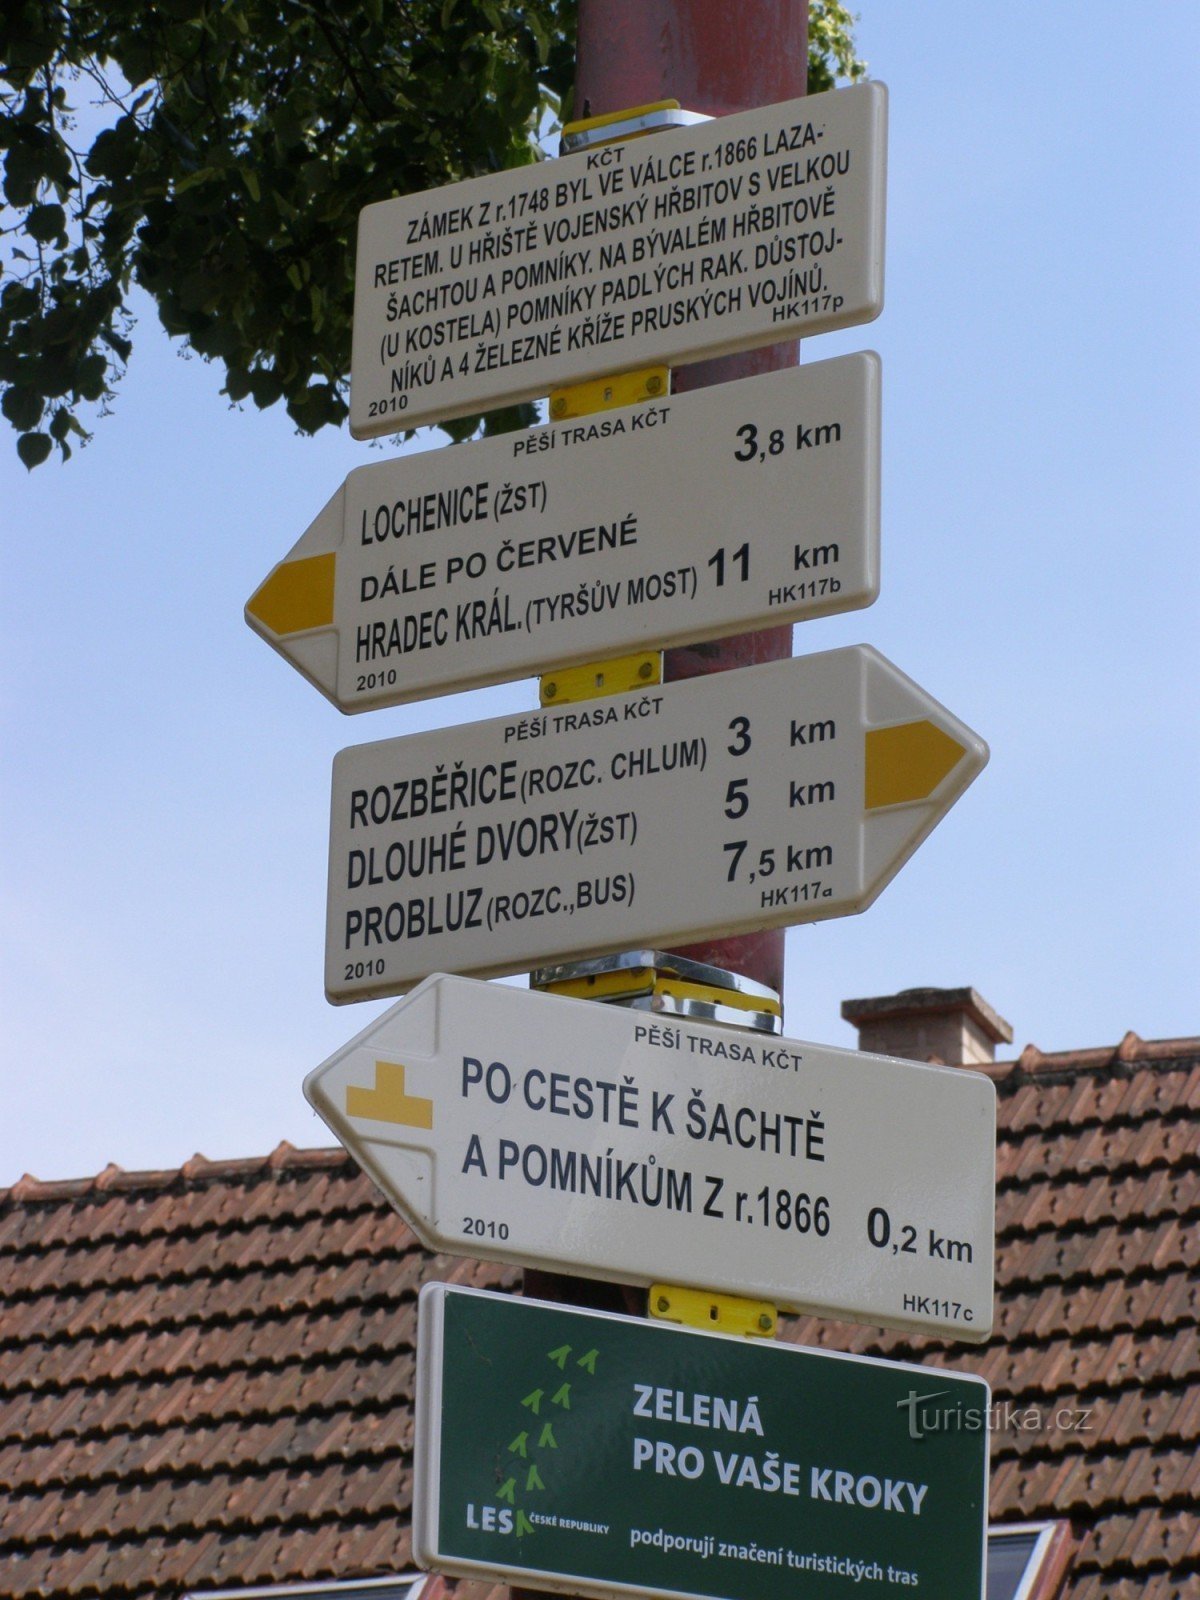 KČT
ZÁMEK Z r.1748 BYL VE VÁLCE r.1866 LAZA-
RETEM. U HŘIŠTĚ VOJENSKÝ HŘBITOV S VELKOU
ŠACHTOU A POMNÍKY. NA BÝVALÉM HŘBITOVĚ
(U KOSTELA) POMNÍKY PADLÝCH RAK. DŮSTOJ-
NÍKŮ A 4 ŽELEZNÉ KŘÍŽE PRUSKÝCH VOJÍNŮ.
2010 HK117p
PĚŠÍ TRASA KČT
LOCHENICE (ŽST) 3,8 km
DÁLE PO ČERVENÉ
HRADEC KRÁL. (TYRŠŮV MOST) 11 km
2010 HK117b
PĚŠÍ TRASA KČT
ROZBĚŘICE (ROZC. CHLUM) 3 km
DLOUHÉ DVORY (ŽST) 5 km
PROBLUZ (ROZC.,BUS) 7,5 km
2010 HK117a
PĚŠÍ TRASA KČT
PO CESTĚ K ŠACHTĚ
A POMNÍKŮM Z r.1866 0,2 km
2010 HK117c
ZELENÁ
PRO VAŠE KROKY
LES ČESKÉ REPUBLIKY
podporují značení turistických tras
Turistika.cz